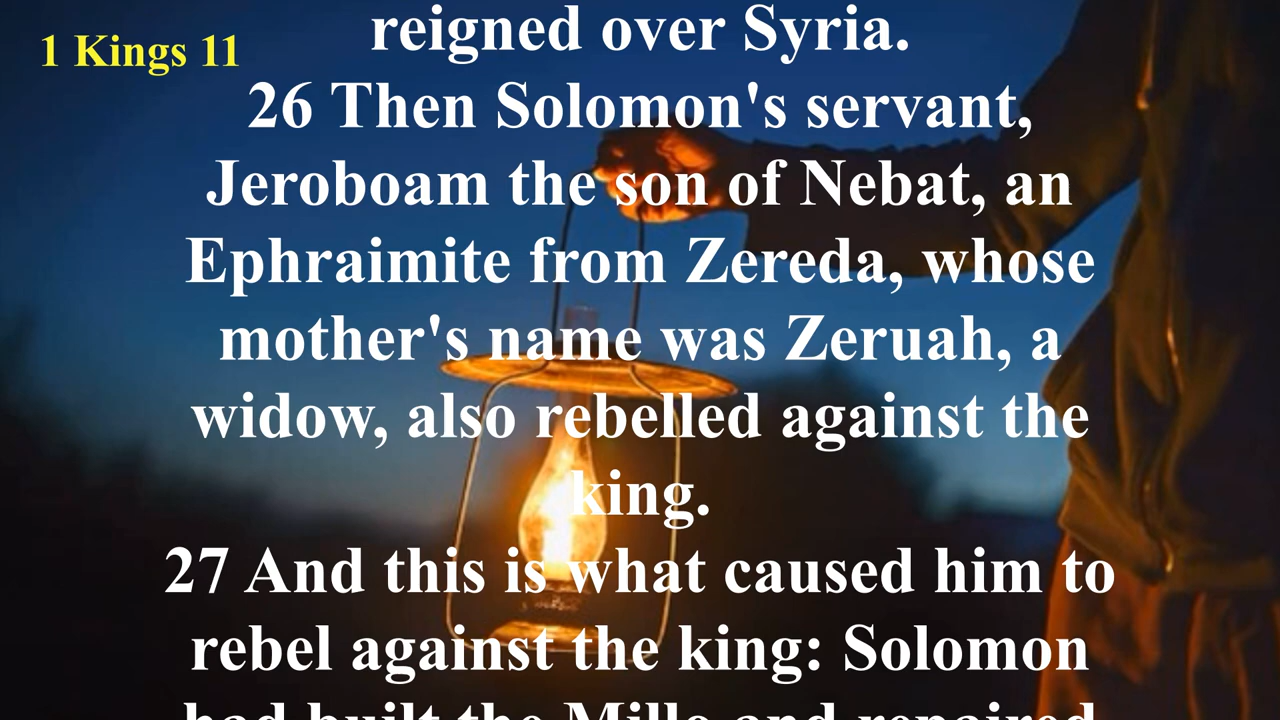 1 Kings 11
reigned over Syria.
26 Then Solomon's servant,
Jeroboam the son of Nebat, an
Ephraimite from Zereda, whose
mother's name was Zeruah, a
widow, also rebelled against the
king.
27 And this is what caused him to
rebel against the king: Solomon
had built the Millo and repaired